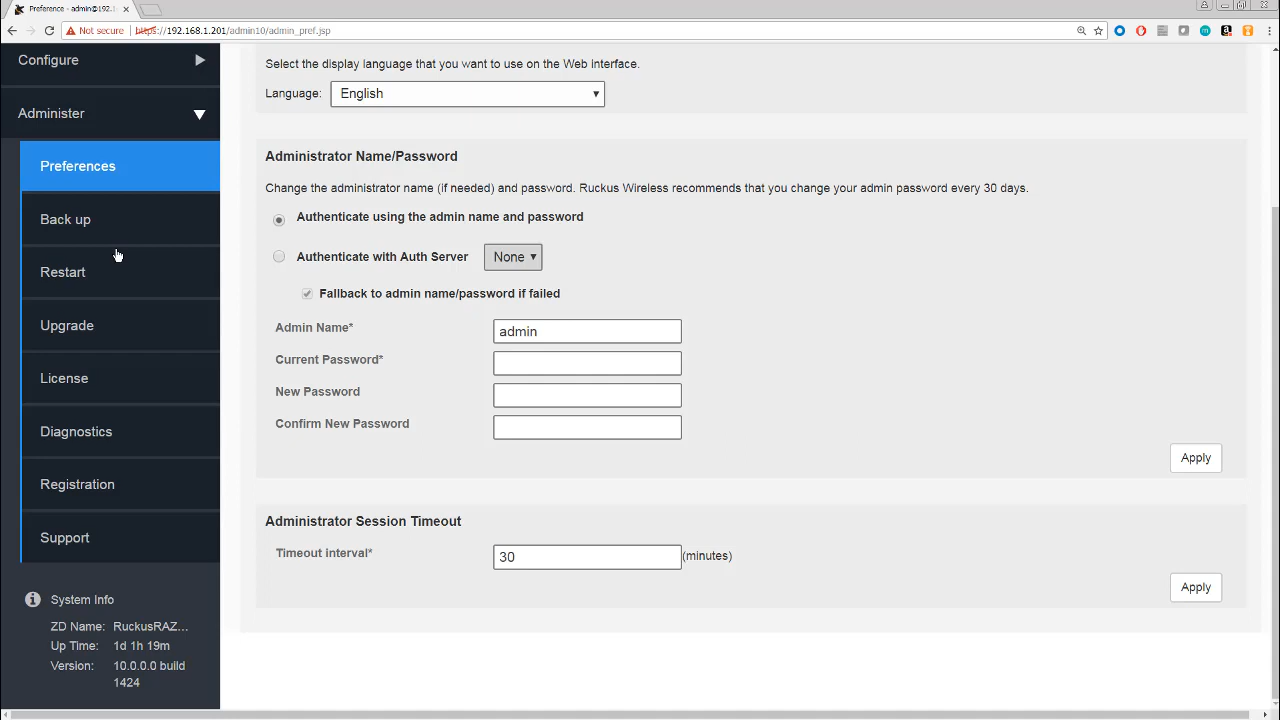 Preference - admin@192.1
Not secure
https://192.168.1.201/admin10/admin_pref.jsp
Configure
Administer
Preferences
Back up
Restart
Upgrade
License
Diagnostics
Registration
Support
System Info
ZD Name: RuckusRAZ...
Up Time: 1d 1h 19m
Version: 10.0.0.0 build
1424
Select the display language that you want to use on the Web interface.
Language: English
Administrator Name/Password
Change the administrator name (if needed) and password. Ruckus Wireless recommends that you change your admin password every 30 days.
Authenticate using the admin name and password
Authenticate with Auth Server None
Fallback to admin name/password if failed
Admin Name* admin
Current Password*
New Password
Confirm New Password
Apply
Administrator Session Timeout
Timeout interval* 30 (minutes)
Apply